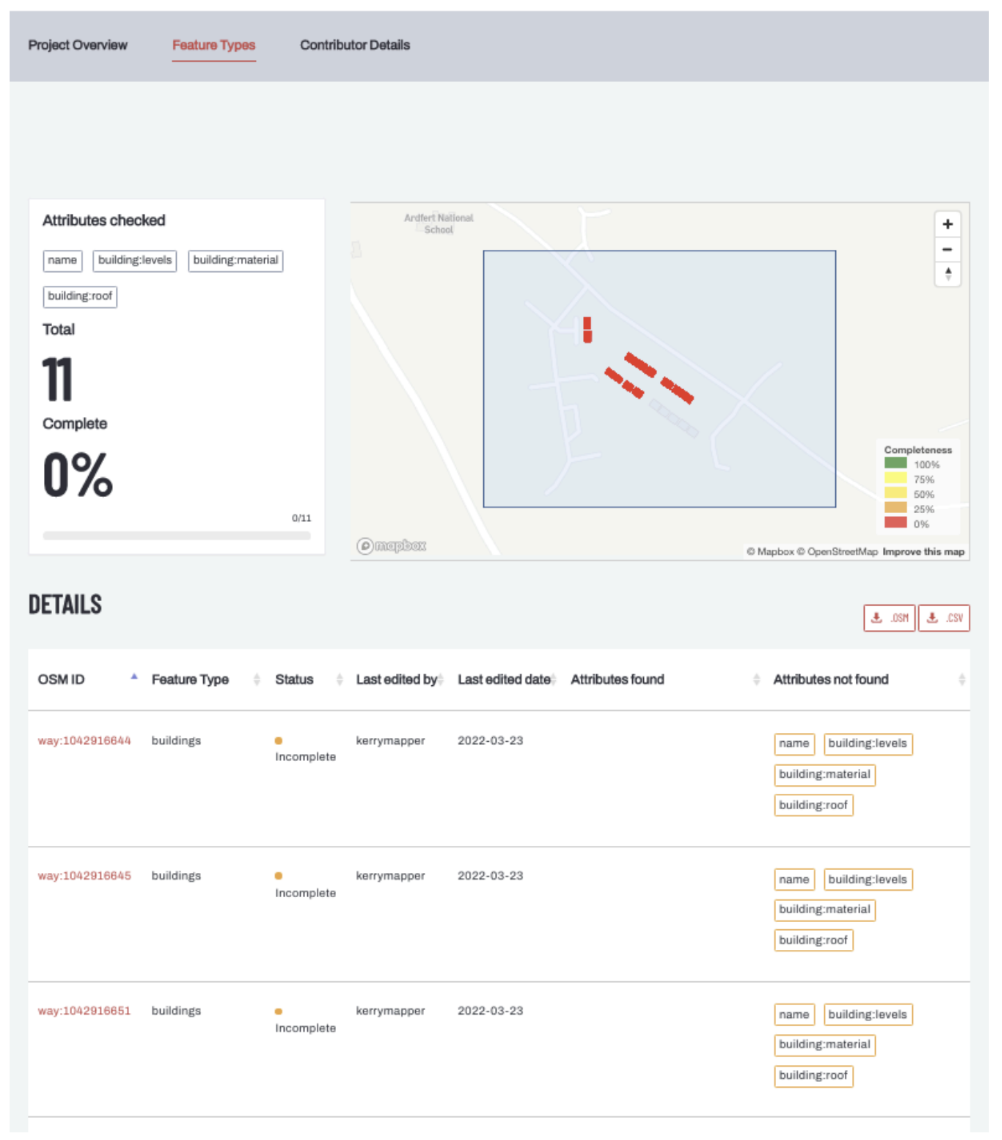 Project Overview Feature Types Contributor Details
Attributes checked
name building:levels building:material
building:roof
Total
11
Complete
0%
0/11
Ardfert National
School
+
−
Completeness
100%
75%
50%
25%
0%
mapbox
© Mapbox © OpenStreetMap Improve this map
DETAILS
.OSM .CSV
OSM ID Feature Type Status Last edited by Last edited date Attributes found Attributes not found
way:1042916644 buildings Incomplete kerrymapper 2022-03-23 name building:levels
building:material
building:roof
way:1042916645 buildings Incomplete kerrymapper 2022-03-23 name building:levels
building:material
building:roof
way:1042916651 buildings Incomplete kerrymapper 2022-03-23 name building:levels
building:material
building:roof